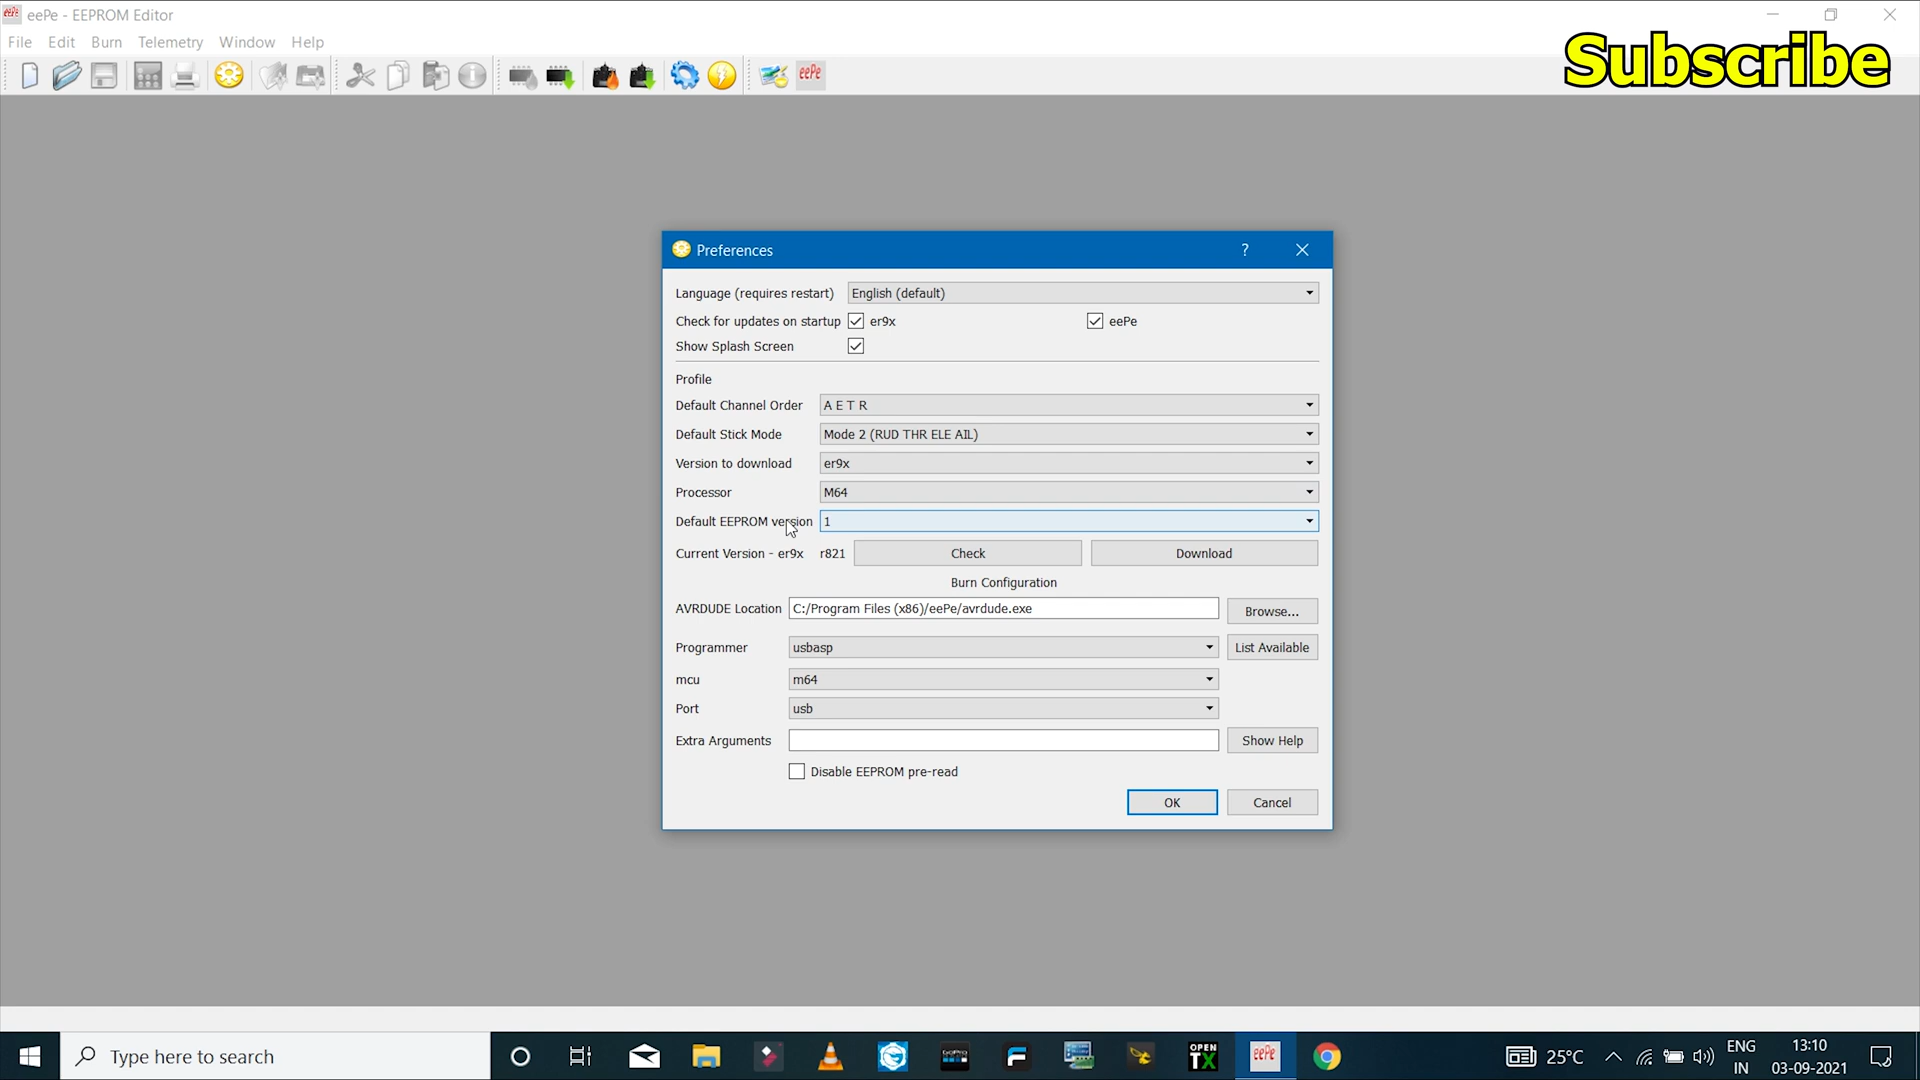 eePe - EEPROM Editor
File Edit Burn Telemetry Window Help
eePe
Subscribe
Preferences
Language (requires restart) English (default)
Check for updates on startup er9x eePe
Show Splash Screen
Profile
Default Channel Order A E T R
Default Stick Mode Mode 2 (RUD THR ELE AIL)
Version to download er9x
Processor M64
Default EEPROM version 1
Current Version - er9x r821 Check Download
Burn Configuration
AVRDUDE Location C:/Program Files (x86)/eePe/avrdude.exe Browse...
Programmer usbasp List Available
mcu m64
Port usb
Extra Arguments Show Help
Disable EEPROM pre-read
OK Cancel
Type here to search
GoPro
OPEN TX
eePe
25°C
ENG
IN
13:10
03-09-2021